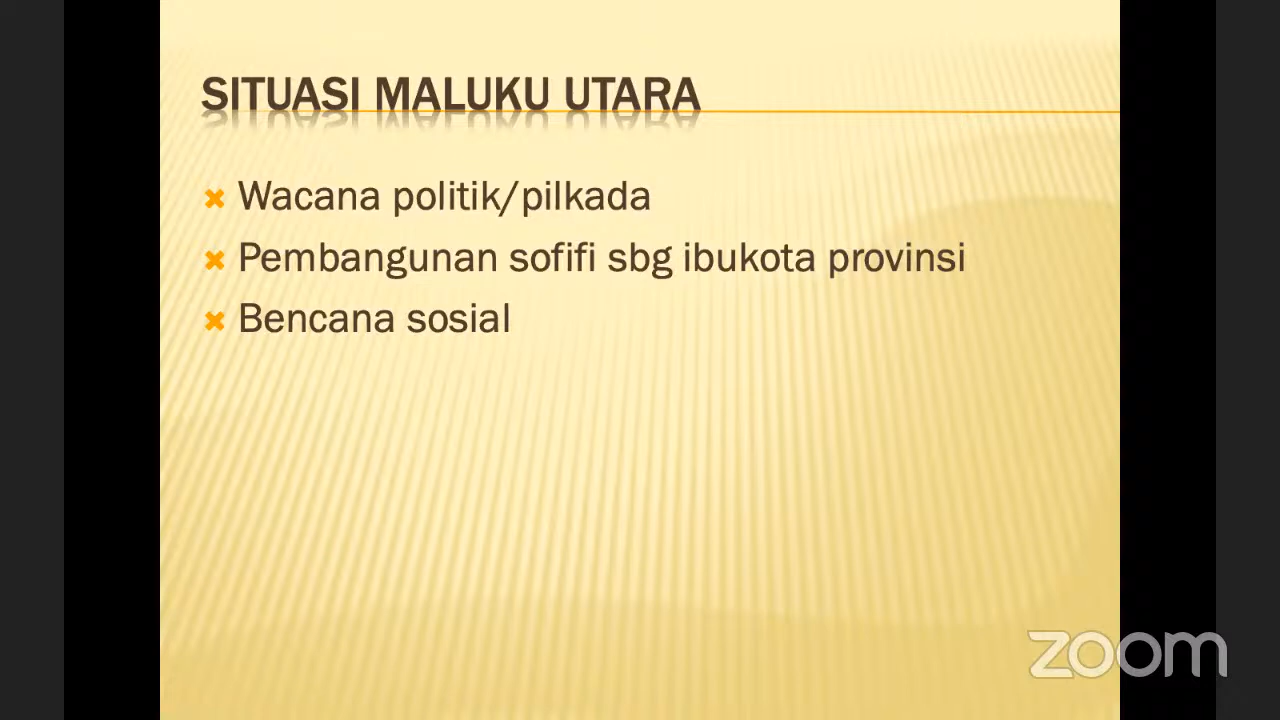 SITUASI MALUKU UTARA
Wacana politik/pilkada
Pembangunan sofifi sbg ibukota provinsi
Bencana sosial
zoom